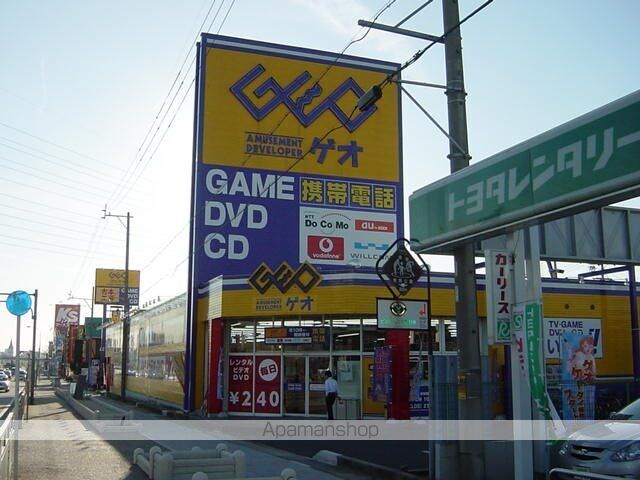 GEO
AMUSEMENT
DEVELOPER
ゲオ
GAME
DVD
CD
携帯電話
NTT
DoCoMo
au
vodafone
WILLCOM
GEO
ゲオ
トヨタレンタリー
カーリース
TV-GAME
DVD
レンタル
ビデオ
DVD
毎日
¥240
KS
Apamanshop